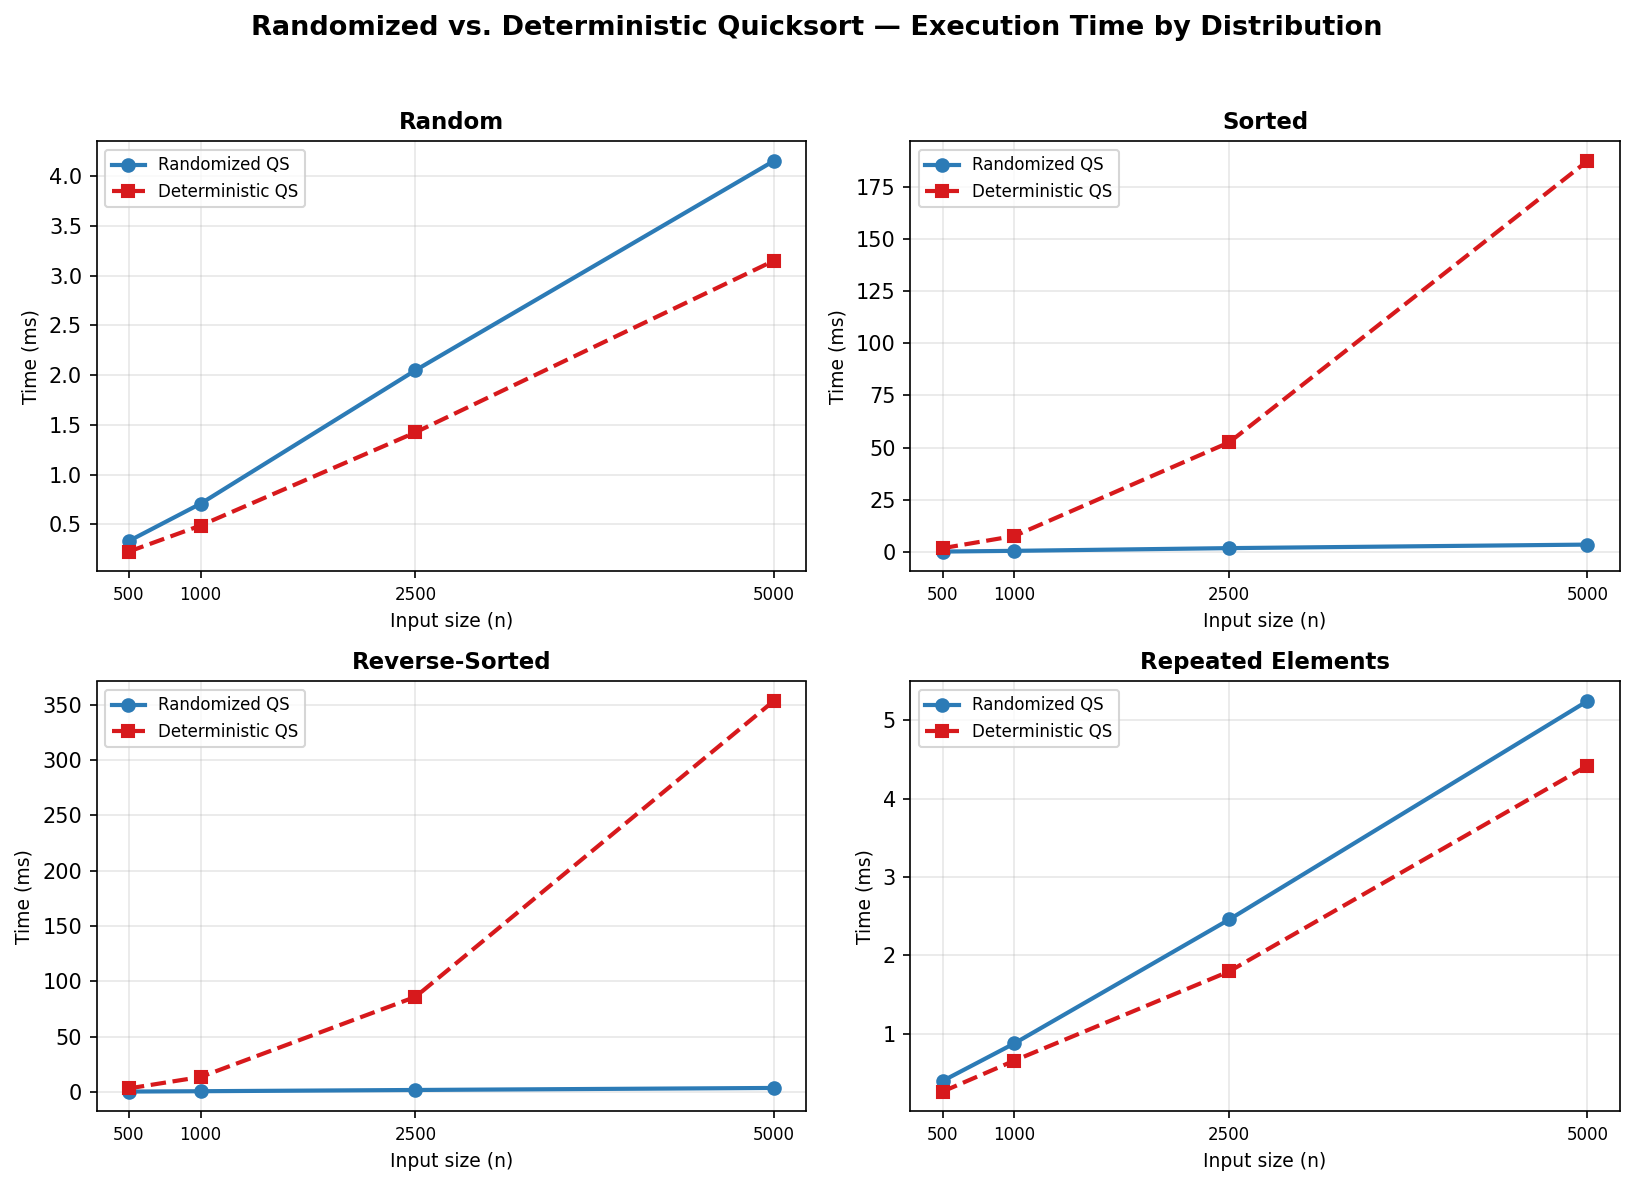 Randomized vs. Deterministic Quicksort — Execution Time by Distribution
Random
Randomized QS
Deterministic QS
Time (ms)
4.0
3.5
3.0
2.5
2.0
1.5
1.0
0.5
500 1000 2500 5000
Input size (n)
Sorted
Randomized QS
Deterministic QS
Time (ms)
175
150
125
100
75
50
25
0
500 1000 2500 5000
Input size (n)
Reverse-Sorted
Randomized QS
Deterministic QS
Time (ms)
350
300
250
200
150
100
50
0
500 1000 2500 5000
Input size (n)
Repeated Elements
Randomized QS
Deterministic QS
Time (ms)
5
4
3
2
1
500 1000 2500 5000
Input size (n)